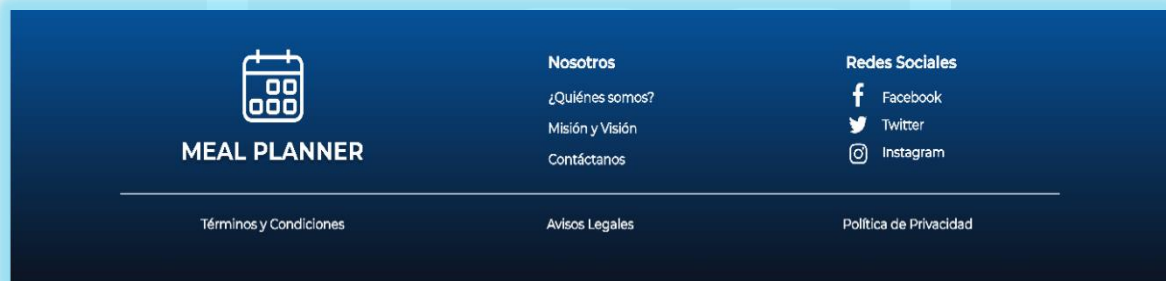 MEAL PLANNER
Nosotros
¿Quiénes somos?
Misión y Visión
Contáctanos
Redes Sociales
Facebook
Twitter
Instagram
Términos y Condiciones
Avisos Legales
Política de Privacidad